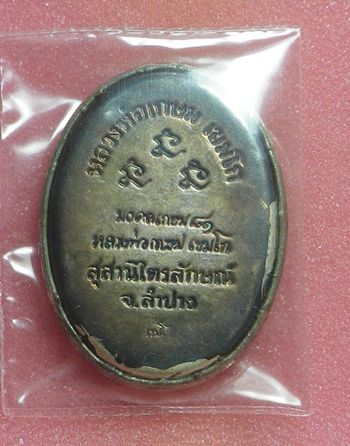 หลวงพ่อเกษม เขมโก
มงคลเกษม ๘๑
หลวงพ่อเกษม เขมโก
สุสานไตรลักษณ์
จ.ลำปาง